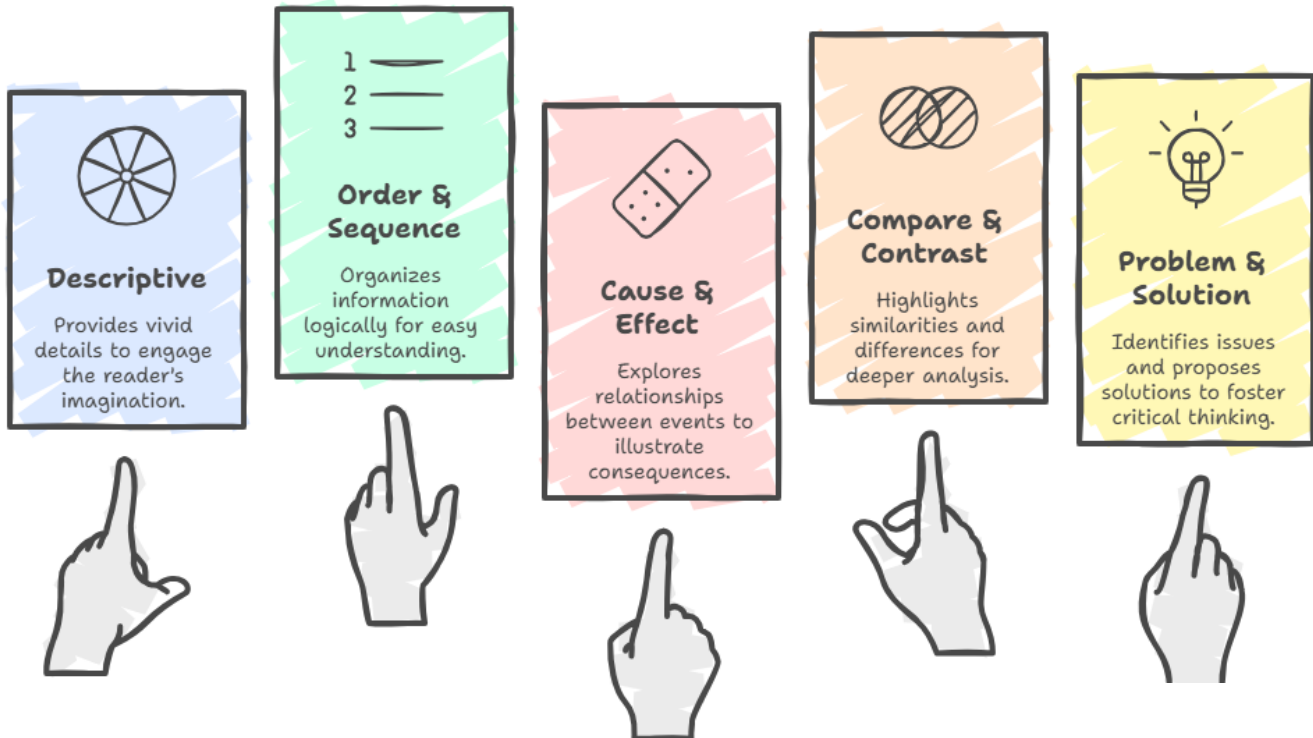 Descriptive
Provides vivid
details to engage
the reader's
imagination.
1
2
3
Order &
Sequence
Organizes
information
logically for easy
understanding.
Cause &
Effect
Explores
relationships
between events to
illustrate
consequences.
Compare &
Contrast
Highlights
similarities and
differences for
deeper analysis.
Problem &
Solution
Identifies issues
and proposes
solutions to foster
critical thinking.